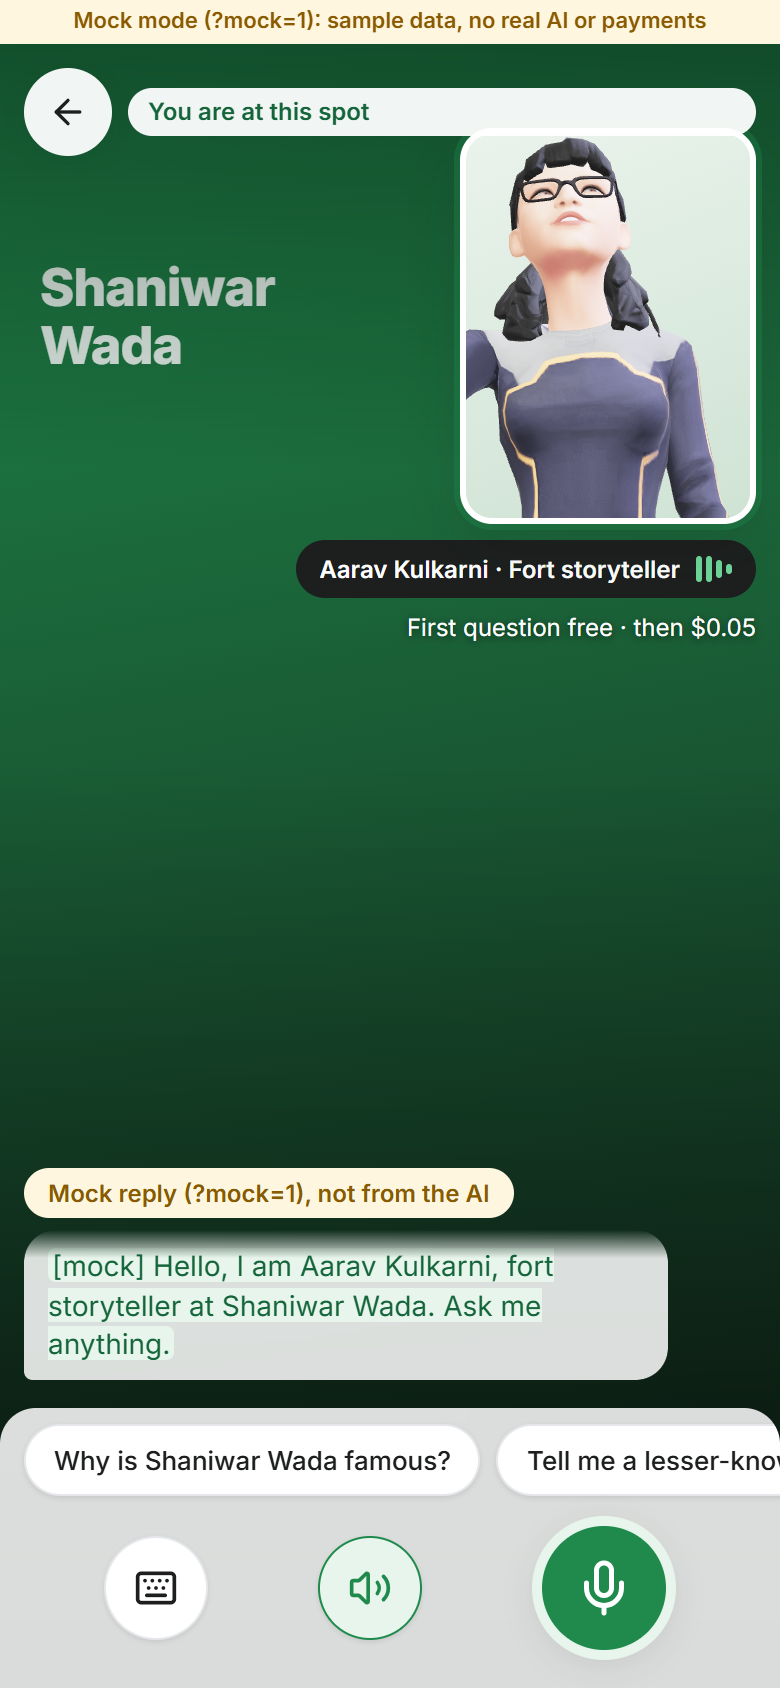 Mock mode (?mock=1): sample data, no real AI or payments
You are at this spot
Shaniwar
Wada
Aarav Kulkarni · Fort storyteller
First question free · then $0.05
Mock reply (?mock=1), not from the AI
[mock] Hello, I am Aarav Kulkarni, fort
storyteller at Shaniwar Wada. Ask me
anything.
Why is Shaniwar Wada famous?
Tell me a lesser-